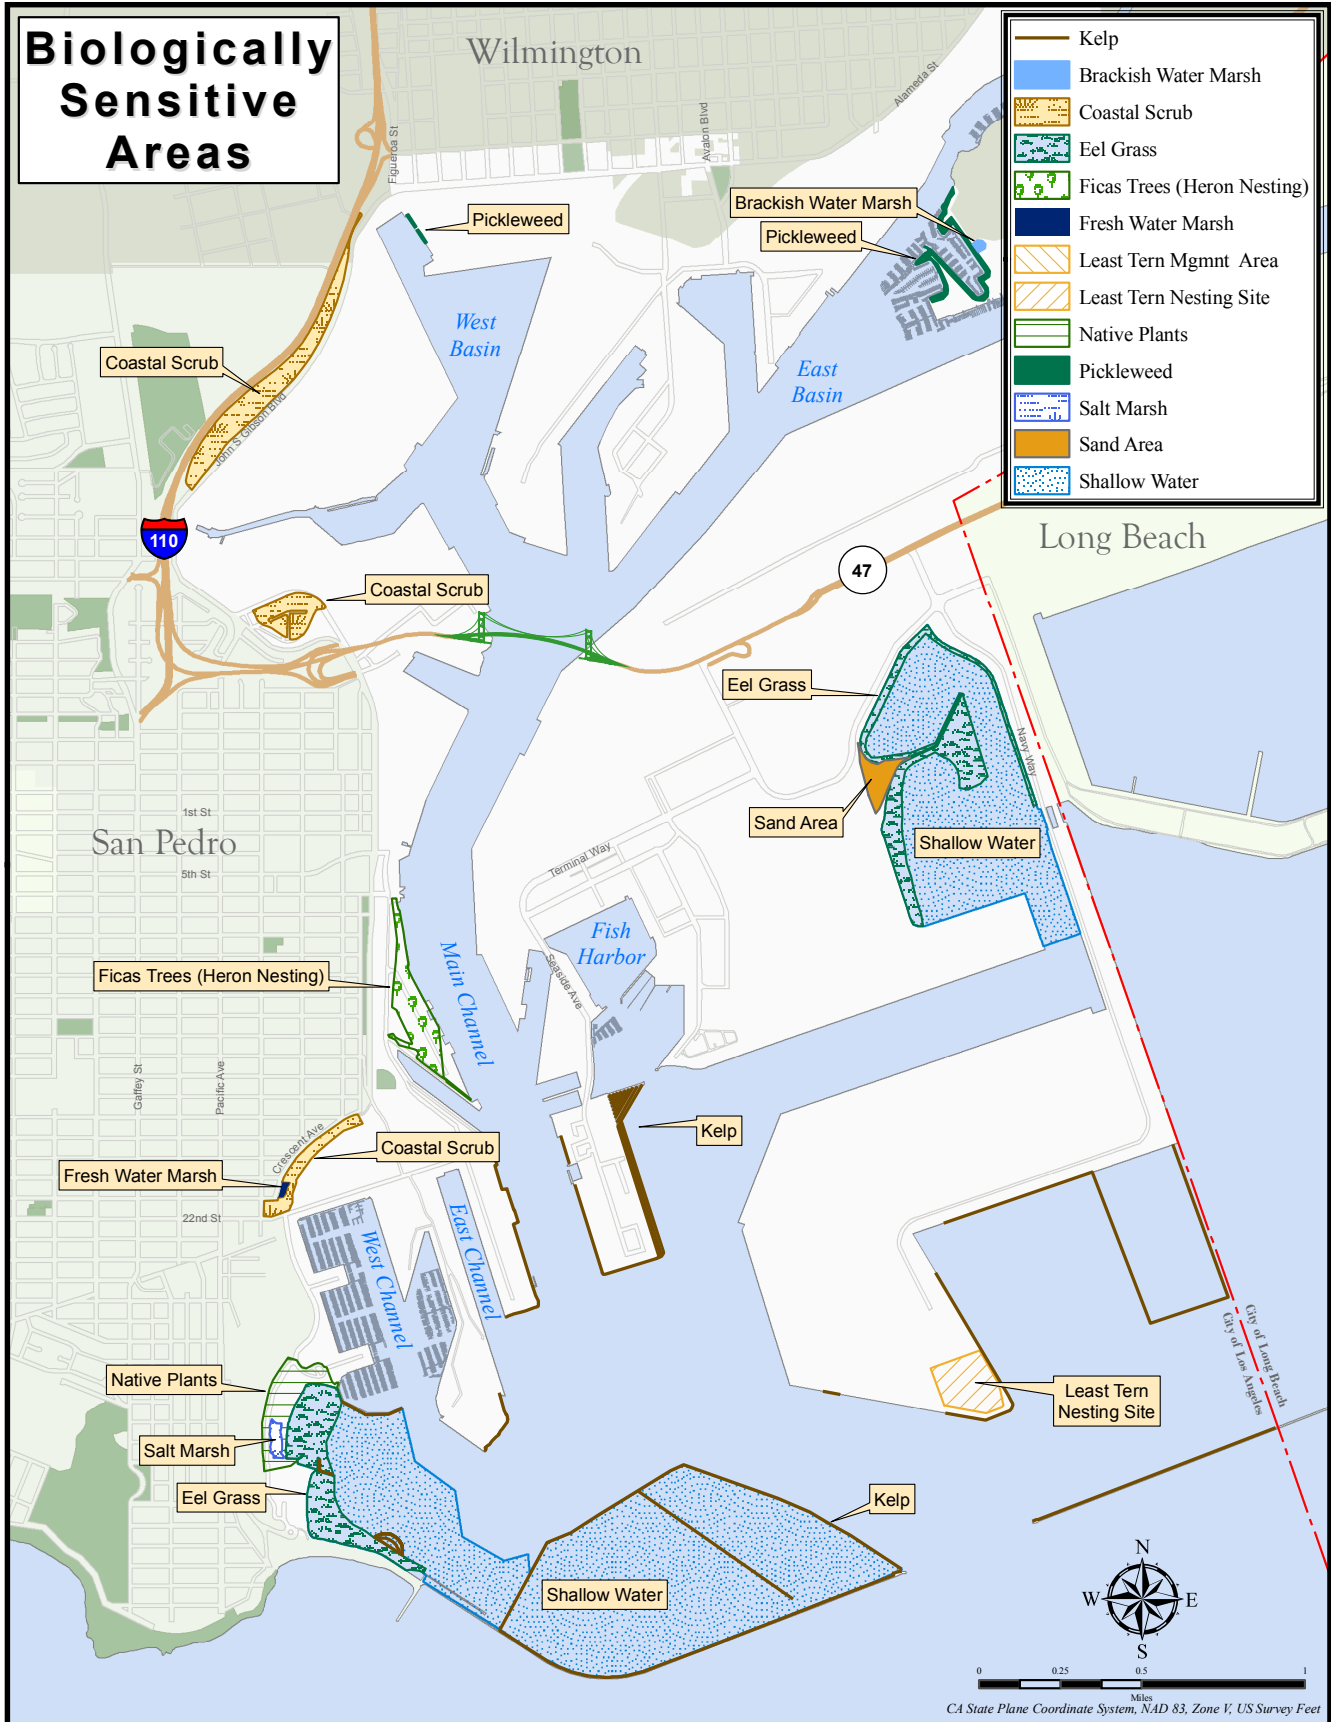 Biologically
Sensitive
Areas
Wilmington
Kelp
Brackish Water Marsh
Coastal Scrub
Eel Grass
Ficas Trees (Heron Nesting)
Fresh Water Marsh
Least Tern Mgmnt Area
Least Tern Nesting Site
Native Plants
Pickleweed
Salt Marsh
Sand Area
Shallow Water
Figueroa St
Avalon Blvd
Alameda St
Pickleweed
Brackish Water Marsh
Pickleweed
West
Basin
East
Basin
Coastal Scrub
John S Gibson Blvd
110
47
Long Beach
Coastal Scrub
Eel Grass
Navy Way
Sand Area
Shallow Water
1st St
San Pedro
5th St
Terminal Way
Fish
Harbor
Seaside Ave
Main Channel
Ficas Trees (Heron Nesting)
Gaffey St
Pacific Ave
Crescent Ave
Kelp
Coastal Scrub
Fresh Water Marsh
22nd St
West Channel
East Channel
City of Long Beach
City of Los Angeles
Native Plants
Least Tern
Nesting Site
Salt Marsh
Eel Grass
Kelp
Shallow Water
N
W
E
S
0
0.25
0.5
1
Miles
CA State Plane Coordinate System, NAD 83, Zone V, US Survey Feet